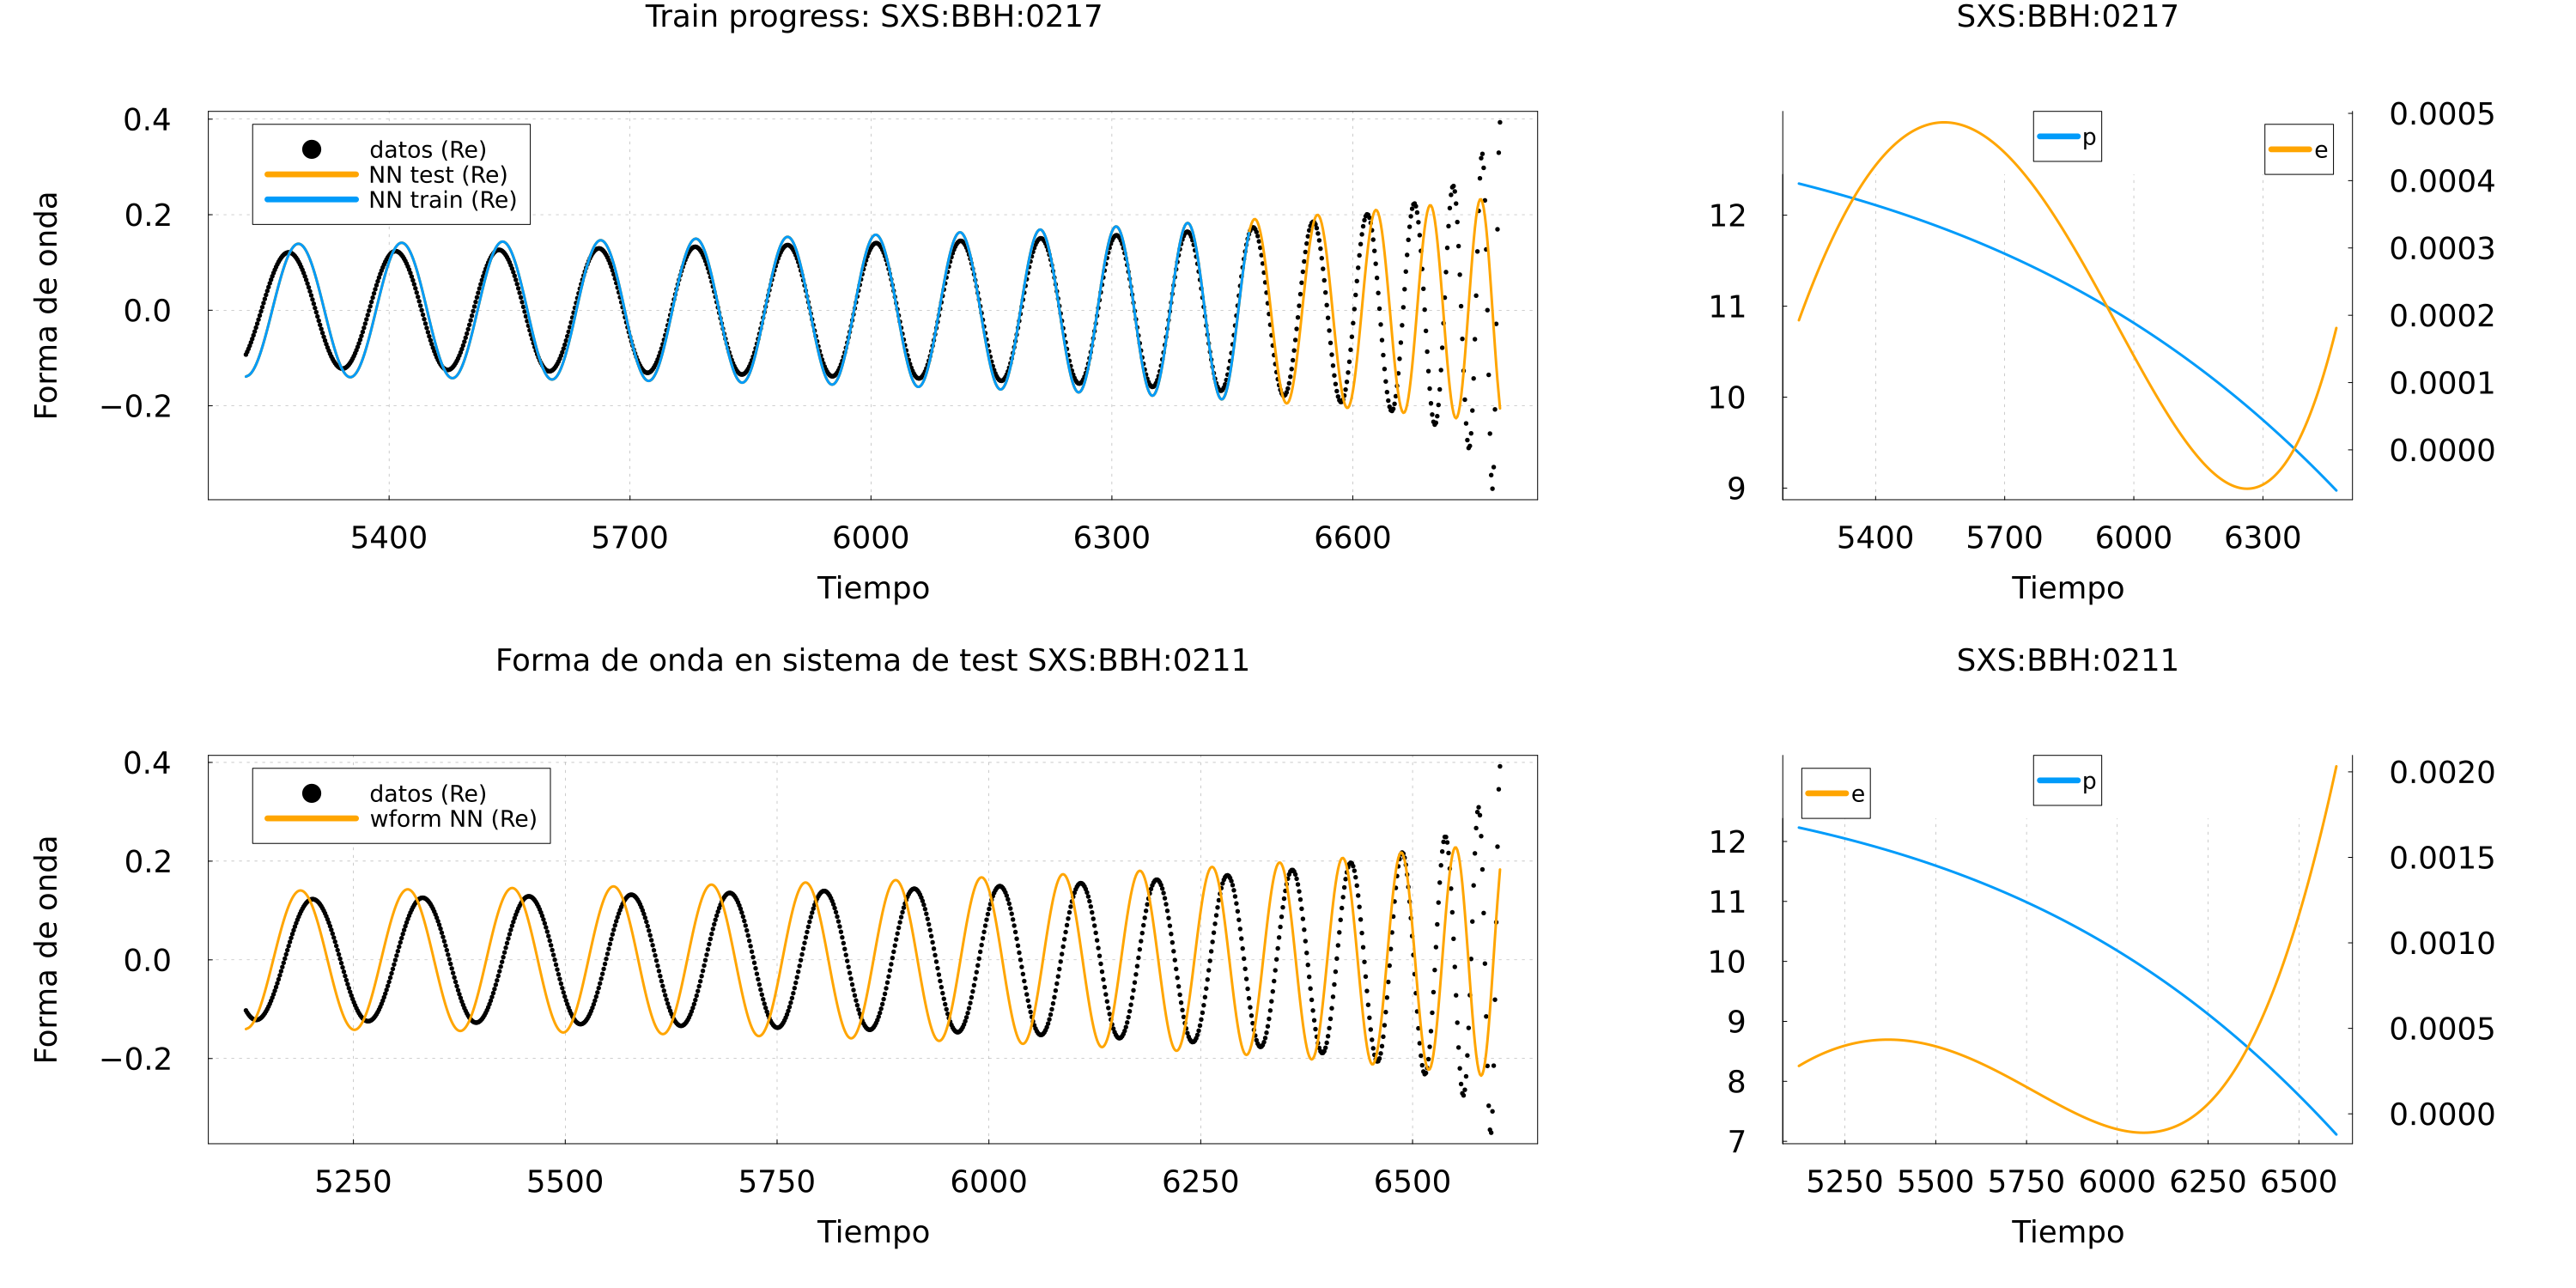 Train progress: SXS:BBH:0217
Forma de onda
0.4
0.2
0.0
−0.2
datos (Re)
NN test (Re)
NN train (Re)
5400 5700 6000 6300 6600
Tiempo
SXS:BBH:0217
12
11
10
9
p
e
0.0005
0.0004
0.0003
0.0002
0.0001
0.0000
5400 5700 6000 6300
Tiempo
Forma de onda en sistema de test SXS:BBH:0211
Forma de onda
0.4
0.2
0.0
−0.2
datos (Re)
wform NN (Re)
5250 5500 5750 6000 6250 6500
Tiempo
SXS:BBH:0211
12
11
10
9
8
7
e
p
0.0020
0.0015
0.0010
0.0005
0.0000
5250 5500 5750 6000 6250 6500
Tiempo